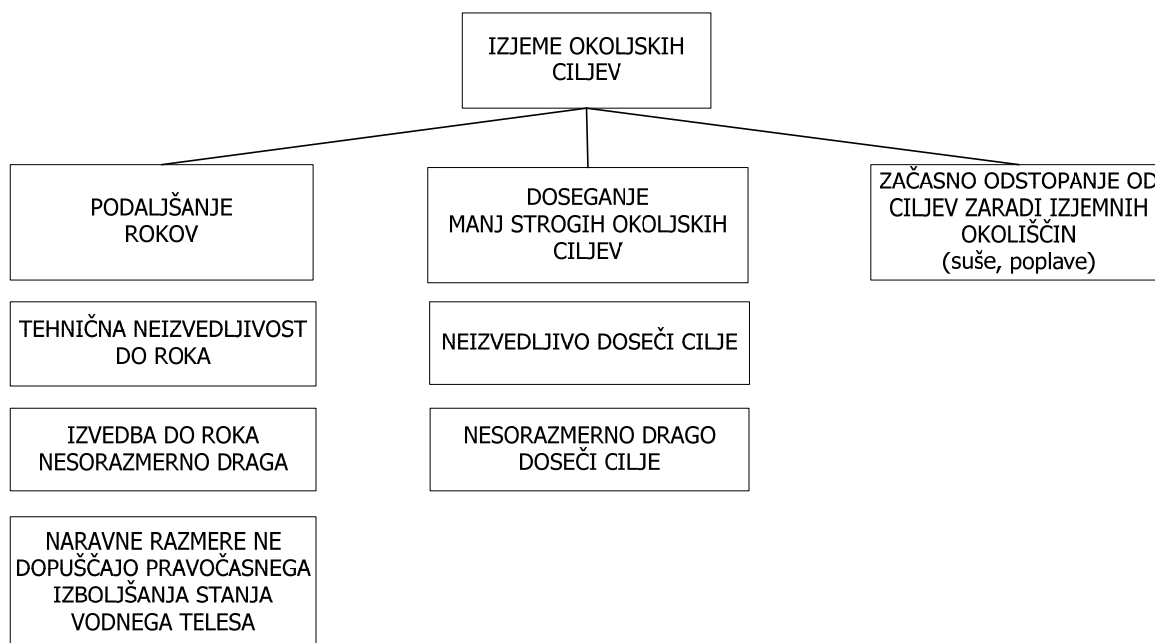 IZJEME OKOLJSKIH
CILJEV
PODALJŠANJE
ROKOV
DOSEGANJE
MANJ STROGIH OKOLJSKIH
CILJEV
ZAČASNO ODSTOPANJE OD
CILJEV ZARADI IZJEMNIH
OKOLIŠČIN
(suše, poplave)
TEHNIČNA NEIZVEDLJIVOST
DO ROKA
NEIZVEDLJIVO DOSEČI CILJE
IZVEDBA DO ROKA
NESORAZMERNO DRAGA
NESORAZMERNO DRAGO
DOSEČI CILJE
NARAVNE RAZMERE NE
DOPUŠČAJO PRAVOČASNEGA
IZBOLJŠANJA STANJA
VODNEGA TELESA